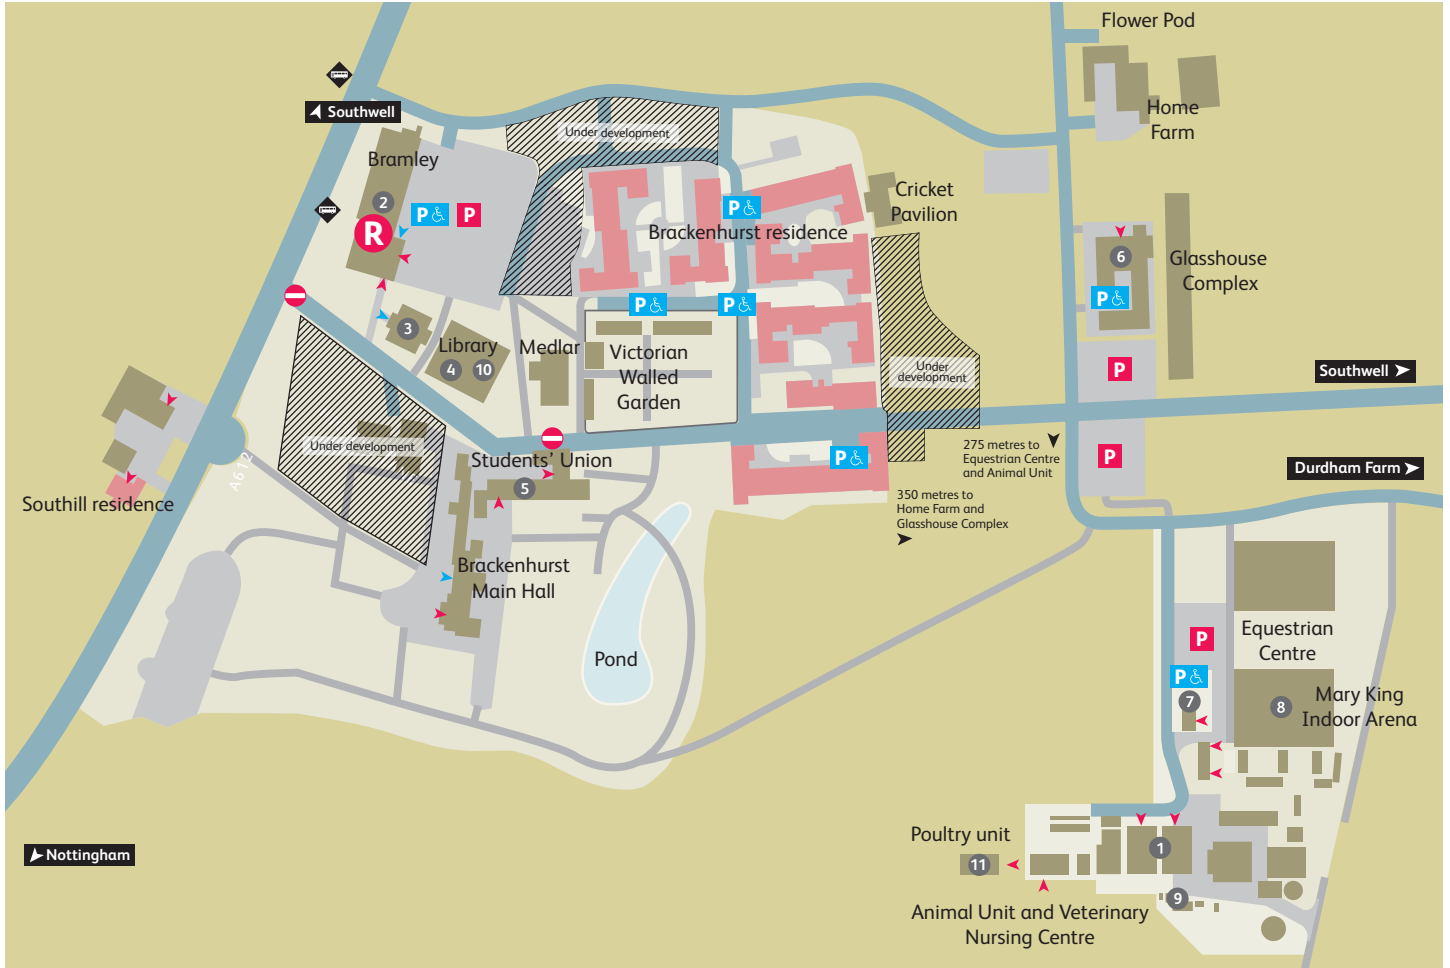 Flower Pod
Southwell
Home
Farm
Under development
Bramley
2
P
P
R
P
Cricket
Pavilion
Brackenhurst residence
6
Glasshouse
Complex
P
P
P
3
Library
4
10
Medlar
Victorian
Walled
Garden
Under
development
P
Southwell
Under development
A612
Students' Union
5
P
275 metres to
Equestrian Centre
and Animal Unit
P
Durdham Farm
350 metres to
Home Farm and
Glasshouse Complex
Southill residence
Brackenhurst
Main Hall
Pond
P
Equestrian
Centre
P
7
8
Mary King
Indoor Arena
Nottingham
Poultry unit
11
1
9
Animal Unit and Veterinary
Nursing Centre